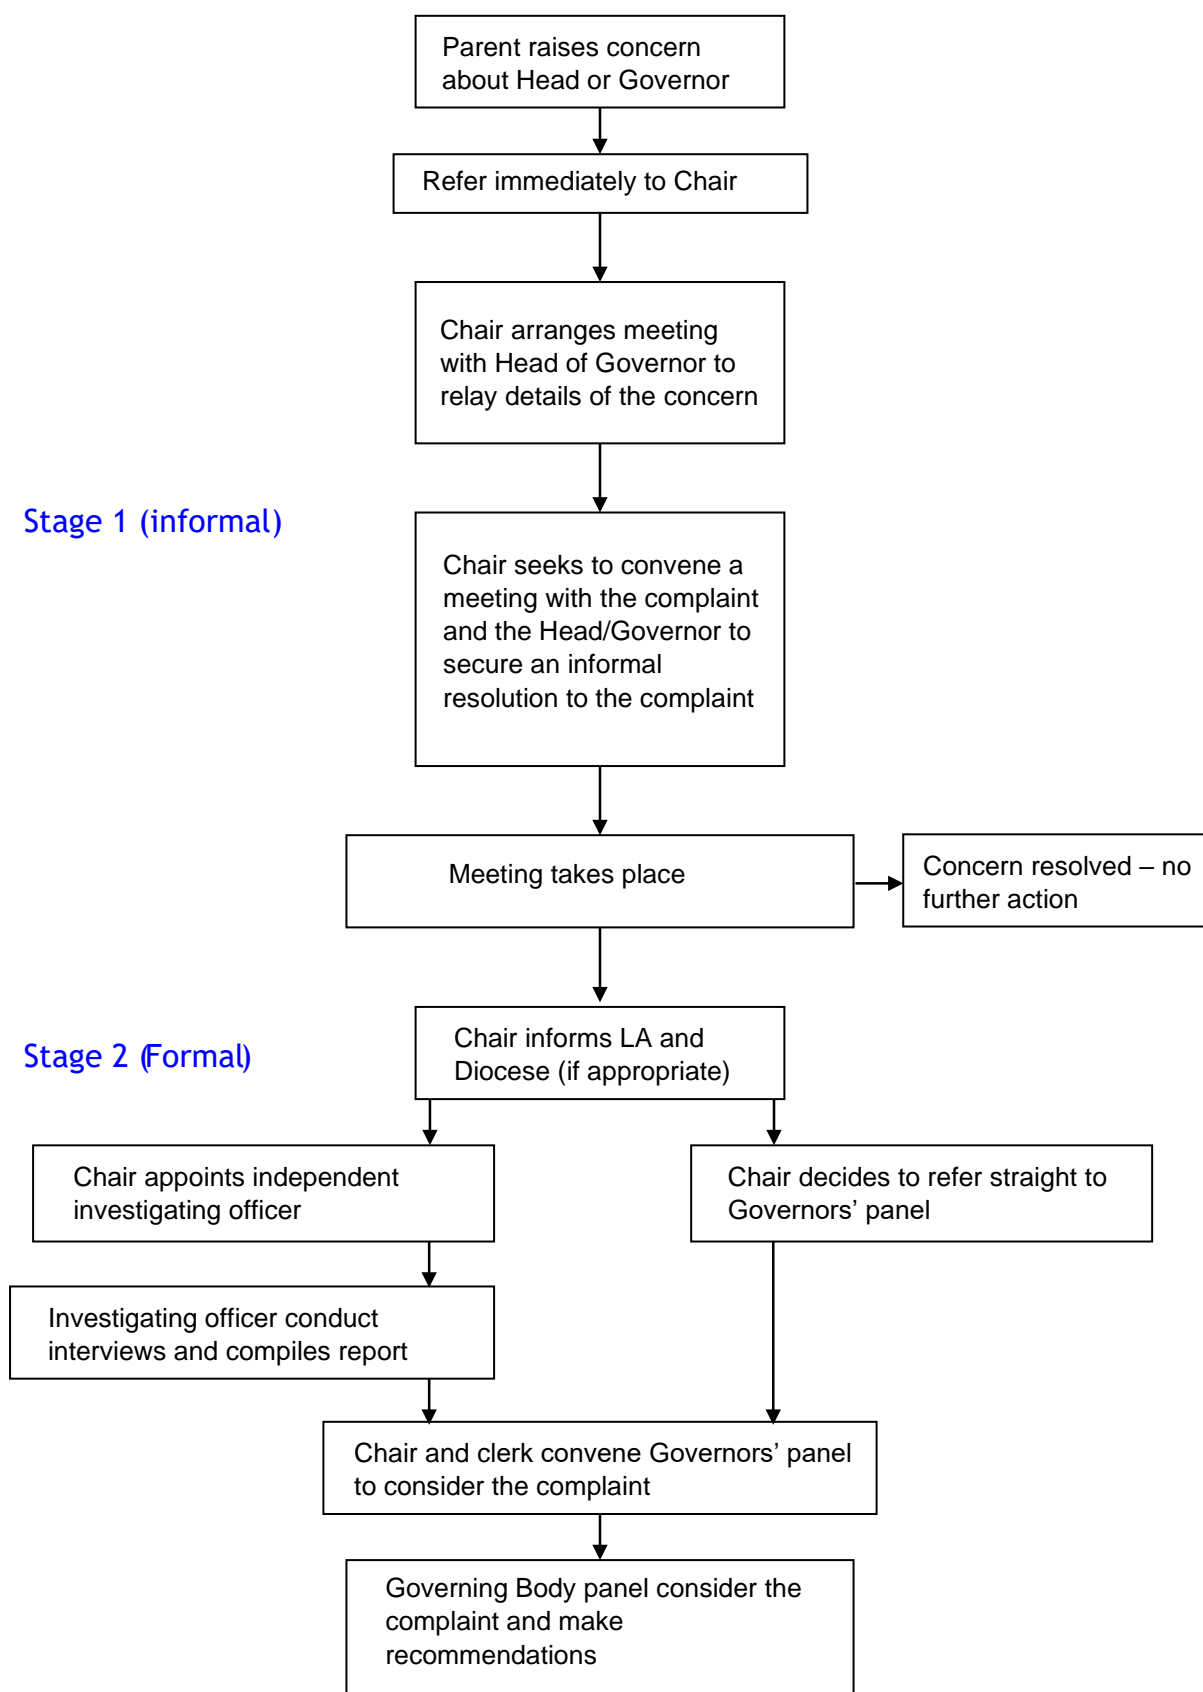 Parent raises concern
about Head or Governor
Refer immediately to Chair
Chair arranges meeting
with Head of Governor to
relay details of the concern
Stage 1 (informal)
Chair seeks to convene a
meeting with the complaint
and the Head/Governor to
secure an informal
resolution to the complaint
Meeting takes place
Concern resolved – no
further action
Chair informs LA and
Diocese (if appropriate)
Stage 2 (Formal)
Chair appoints independent
investigating officer
Chair decides to refer straight to
Governors’ panel
Investigating officer conduct
interviews and compiles report
Chair and clerk convene Governors’ panel
to consider the complaint
Governing Body panel consider the
complaint and make
recommendations